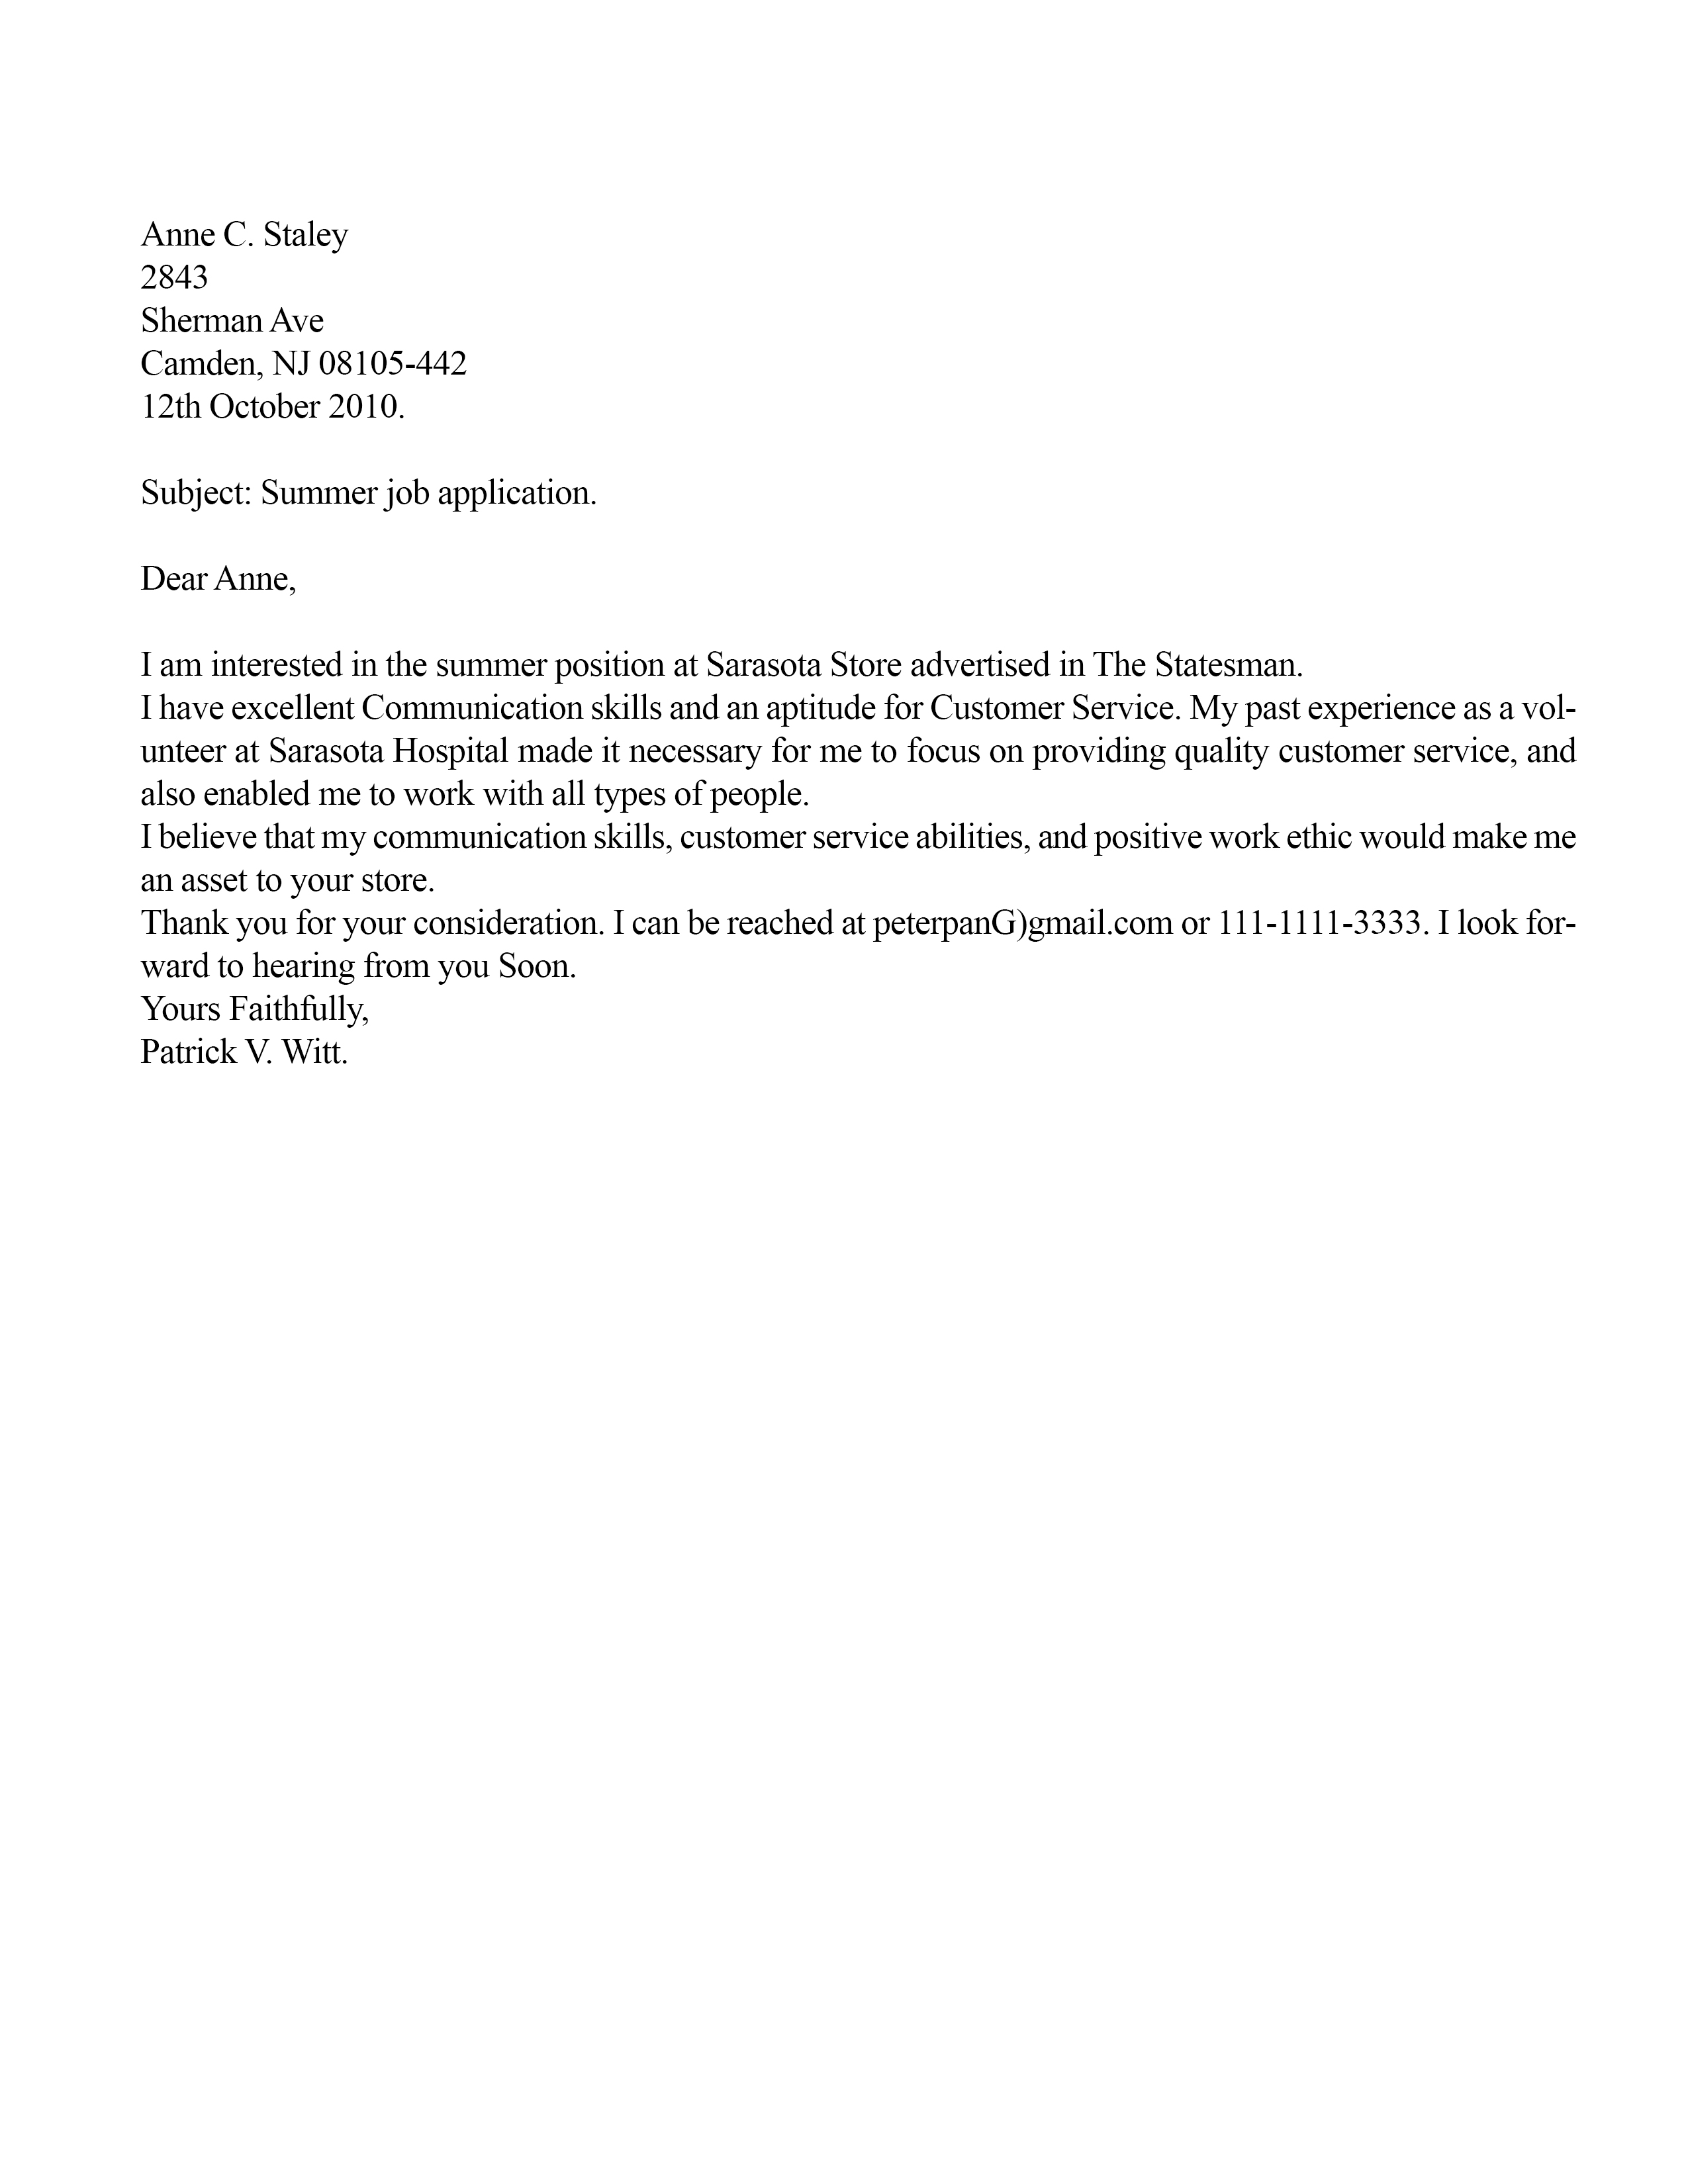 Anne C. Staley
2843
Sherman Ave
Camden, NJ 08105-442
12th October 2010.
Subject: Summer job application.
Dear Anne,
I am interested in the summer position at Sarasota Store advertised in The Statesman.
I have excellent Communication skills and an aptitude for Customer Service. My past experience as a vol-
unteer at Sarasota Hospital made it necessary for me to focus on providing quality customer service, and
also enabled me to work with all types of people.
I believe that my communication skills, customer service abilities, and positive work ethic would make me
an asset to your store.
Thank you for your consideration. I can be reached at peterpanG)gmail.com or 111-1111-3333. I look for-
ward to hearing from you Soon.
Yours Faithfully,
Patrick V. Witt.